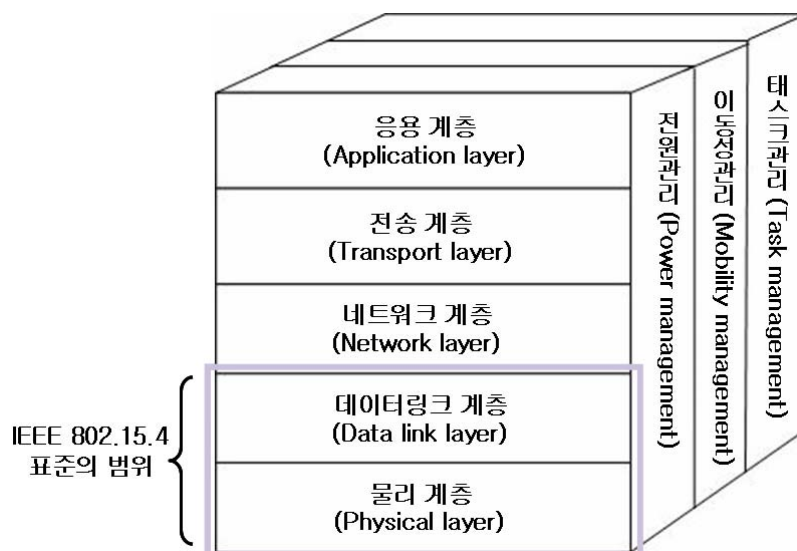 응용 계층
(Application layer)
전송 계층
(Transport layer)
네트워크 계층
(Network layer)
데이터링크 계층
(Data link layer)
물리 계층
(Physical layer)
IEEE 802.15.4
표준의 범위
전원관리 (Power management)
이동성관리 (Mobility management)
태스크관리 (Task management)